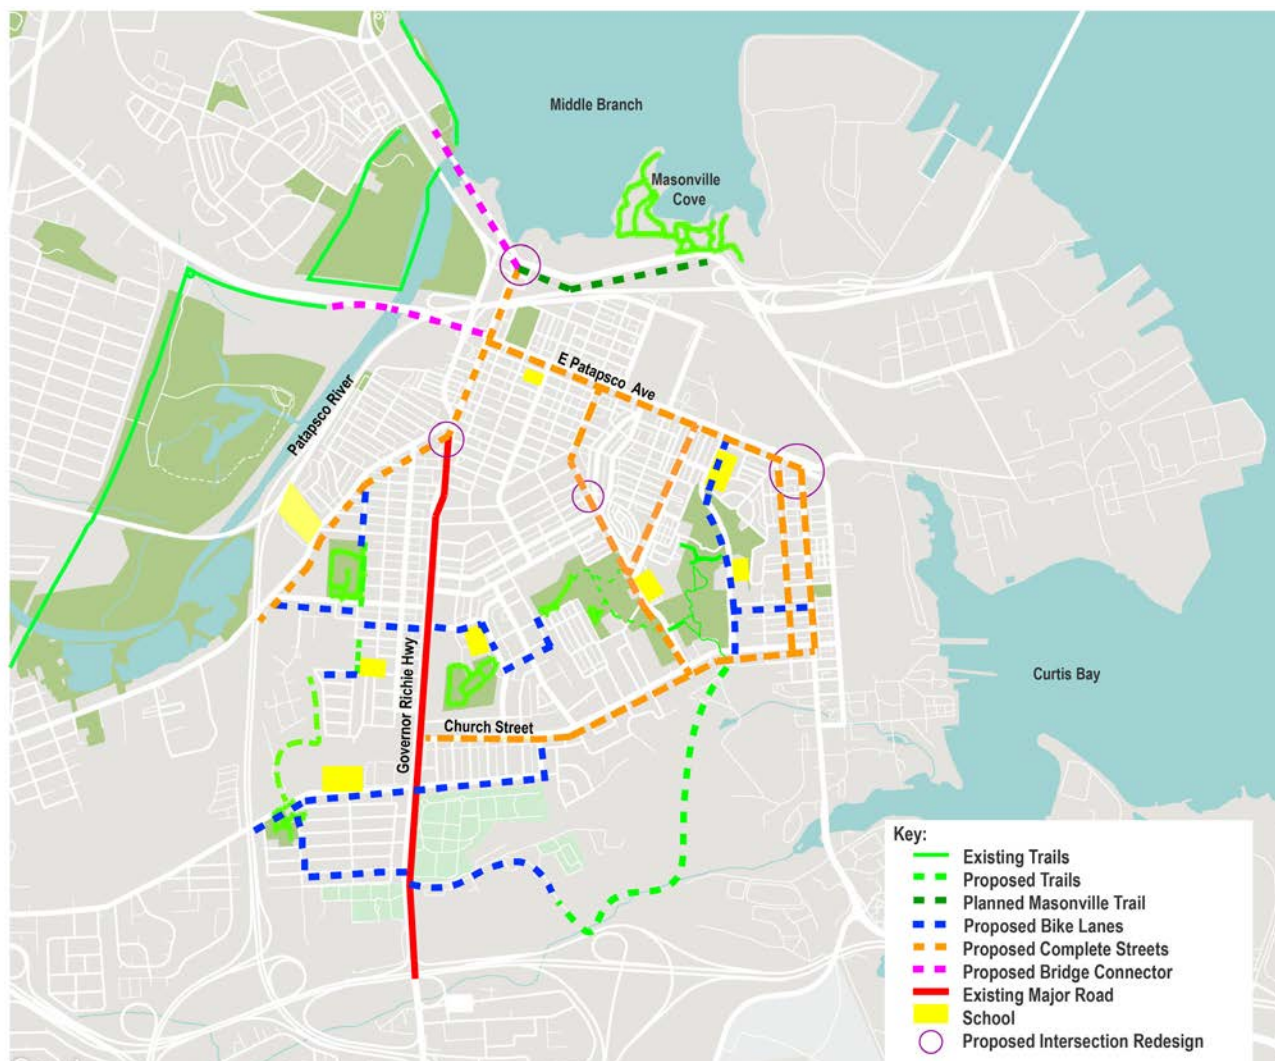 Middle Branch
Masonville
Cove
E Patapsco Ave
Patapsco River
Governor Richie Hwy
Church Street
Curtis Bay
Key:
Existing Trails
Proposed Trails
Planned Masonville Trail
Proposed Bike Lanes
Proposed Complete Streets
Proposed Bridge Connector
Existing Major Road
School
Proposed Intersection Redesign